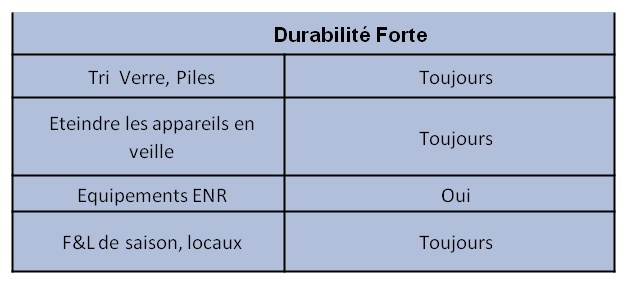 Durabilité Forte
Tri Verre, Piles
Toujours
Eteindre les appareils en
veille
Toujours
Equipements ENR
Oui
F&L de saison, locaux
Toujours